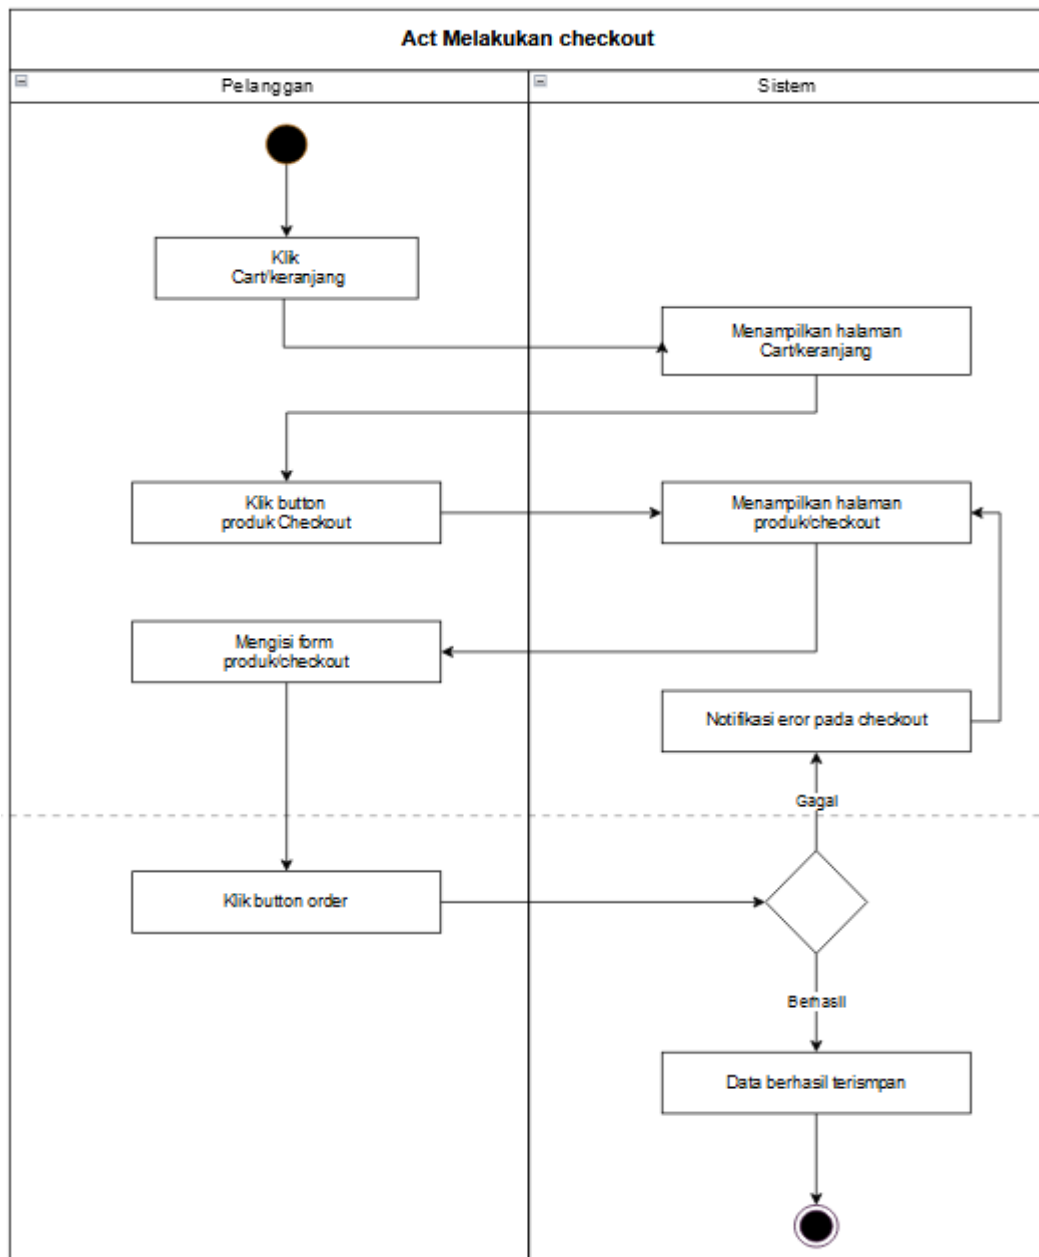 Act Melakukan checkout
Pelanggan
Sistem
Klik
Cart/keranjang
Menampilkan halaman
Cart/keranjang
Klik button
produk Checkout
Menampilkan halaman
produk/checkout
Mengisi form
produk/checkout
Notifikasi eror pada checkout
Gagal
Klik button order
Berhasil
Data berhasil terismpan